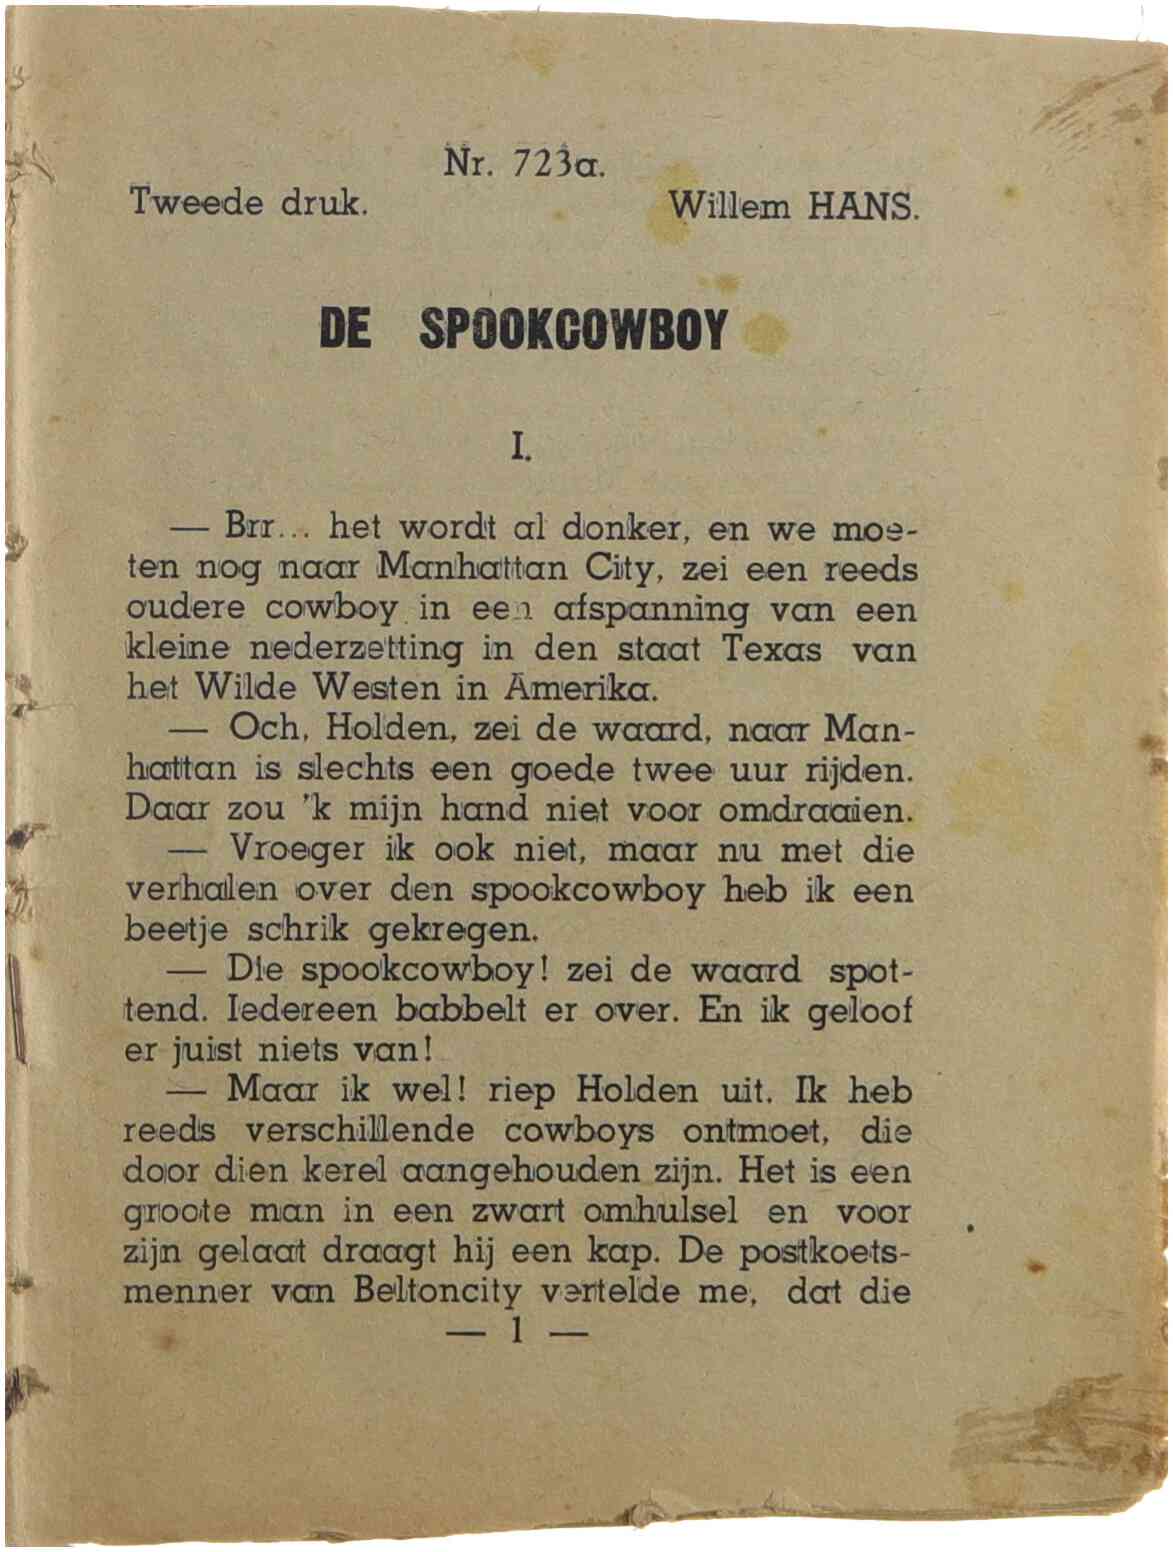 Nr. 723a.
Tweede druk. Willem HANS.
DE SPOOKCOWBOY
I.
— Brr... het wordt al donker, en we moe-
ten nog naar Manhattan City, zei een reeds
oudere cowboy in een afspanning van een
kleine nederzetting in den staat Texas van
het Wilde Westen in Amerika.
— Och, Holden, zei de waard, naar Man-
hattan is slechts een goede twee uur rijden.
Daar zou 'k mijn hand niet voor omdraaien.
— Vroeger ik ook niet, maar nu met die
verhalen over den spookcowboy heb ik een
beetje schrik gekregen.
— Die spookcowboy! zei de waard spot-
tend. Iedereen babbelt er over. En ik geloof
er juist niets van!
— Maar ik wel! riep Holden uit. Ik heb
reeds verschillende cowboys ontmoet, die
door dien kerel aangehouden zijn. Het is een
groote man in een zwart omhulsel en voor
zijn gelaat draagt hij een kap. De postkoets-
menner van Beltoncity vertelde me, dat die
— 1 —